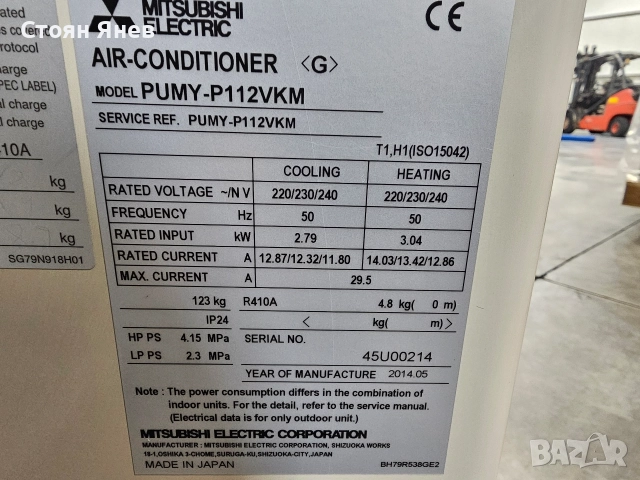 Стоян Янев
MITSUBISHI
ELECTRIC
CE
AIR-CONDITIONER <G>
MODEL PUMY-P112VKM
SERVICE REF. PUMY-P112VKM
T1,H1(ISO15042)
COOLING HEATING
RATED VOLTAGE ~/N V 220/230/240 220/230/240
FREQUENCY Hz 50 50
RATED INPUT kW 2.79 3.04
RATED CURRENT A 12.87/12.32/11.80 14.03/13.42/12.86
MAX. CURRENT A 29.5
123 kg R410A 4.8 kg( 0 m)
IP24 < kg( m)>
HP PS 4.15 MPa SERIAL NO.
45U00214
LP PS 2.3 MPa
YEAR OF MANUFACTURE 2014.05
Note : The power consumption differs in the combination of
indoor units. For the detail, refer to the service manual.
(Electrical data is for only outdoor unit.)
MITSUBISHI ELECTRIC CORPORATION
MANUFACTURER : MITSUBISHI ELECTRIC CORPORATION, SHIZUOKA WORKS
18-1,OSHIKA 3-CHOME,SURUGA-KU,SHIZUOKA-CITY,JAPAN
MADE IN JAPAN BH79R538GE2
rotocol
harge
PEC LABEL)
al charge
d charge
410A
kg
kg
kg
SG79N918H01
BAZAR